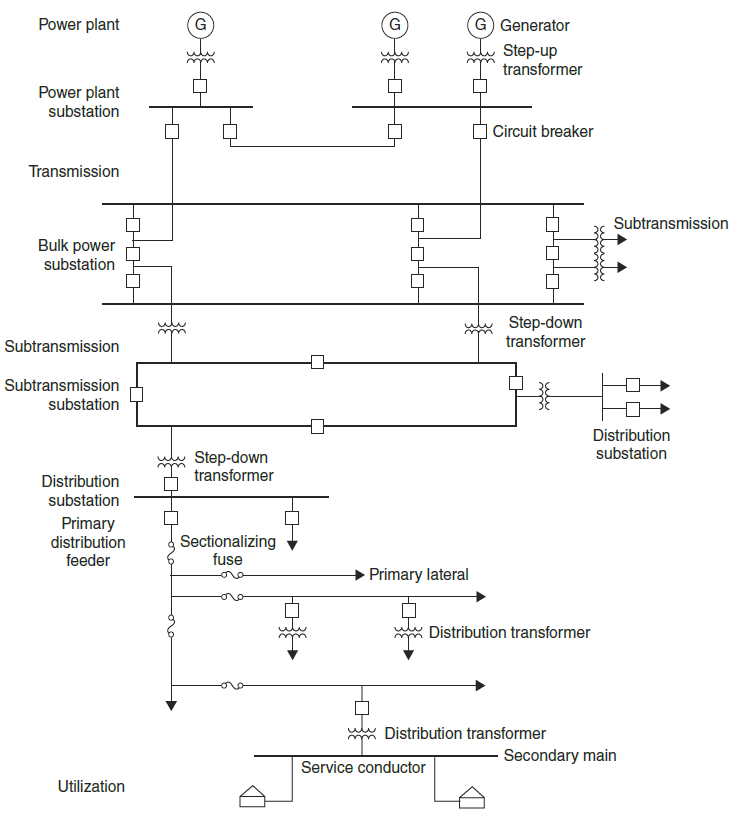 Power plant
G
G
G
Generator
Step-up
transformer
Power plant
substation
Circuit breaker
Transmission
Subtransmission
Bulk power
substation
Step-down
transformer
Subtransmission
Subtransmission
substation
Distribution
substation
Step-down
transformer
Distribution
substation
Primary
distribution
feeder
Sectionalizing
fuse
Primary lateral
Distribution transformer
Distribution transformer
Secondary main
Service conductor
Utilization